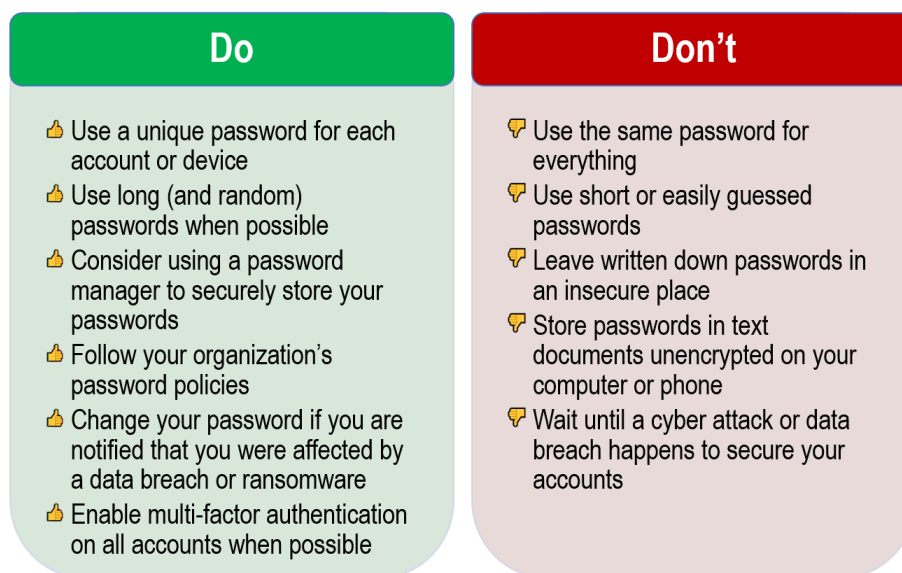 Do
Use a unique password for each
account or device
Use long (and random)
passwords when possible
Consider using a password
manager to securely store your
passwords
Follow your organization’s
password policies
Change your password if you are
notified that you were affected by
a data breach or ransomware
Enable multi-factor authentication
on all accounts when possible
Don’t
Use the same password for
everything
Use short or easily guessed
passwords
Leave written down passwords in
an insecure place
Store passwords in text
documents unencrypted on your
computer or phone
Wait until a cyber attack or data
breach happens to secure your
accounts